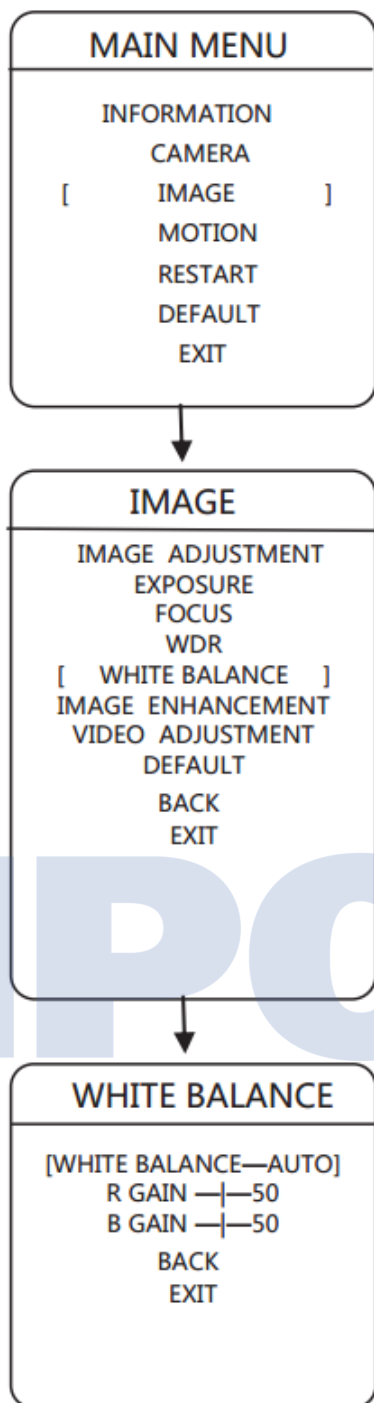 MAIN MENU
INFORMATION
CAMERA
[ IMAGE ]
MOTION
RESTART
DEFAULT
EXIT
IMAGE
IMAGE ADJUSTMENT
EXPOSURE
FOCUS
WDR
[ WHITE BALANCE ]
IMAGE ENHANCEMENT
VIDEO ADJUSTMENT
DEFAULT
BACK
EXIT
WHITE BALANCE
[WHITE BALANCE—AUTO]
R GAIN —|—50
B GAIN —|—50
BACK
EXIT